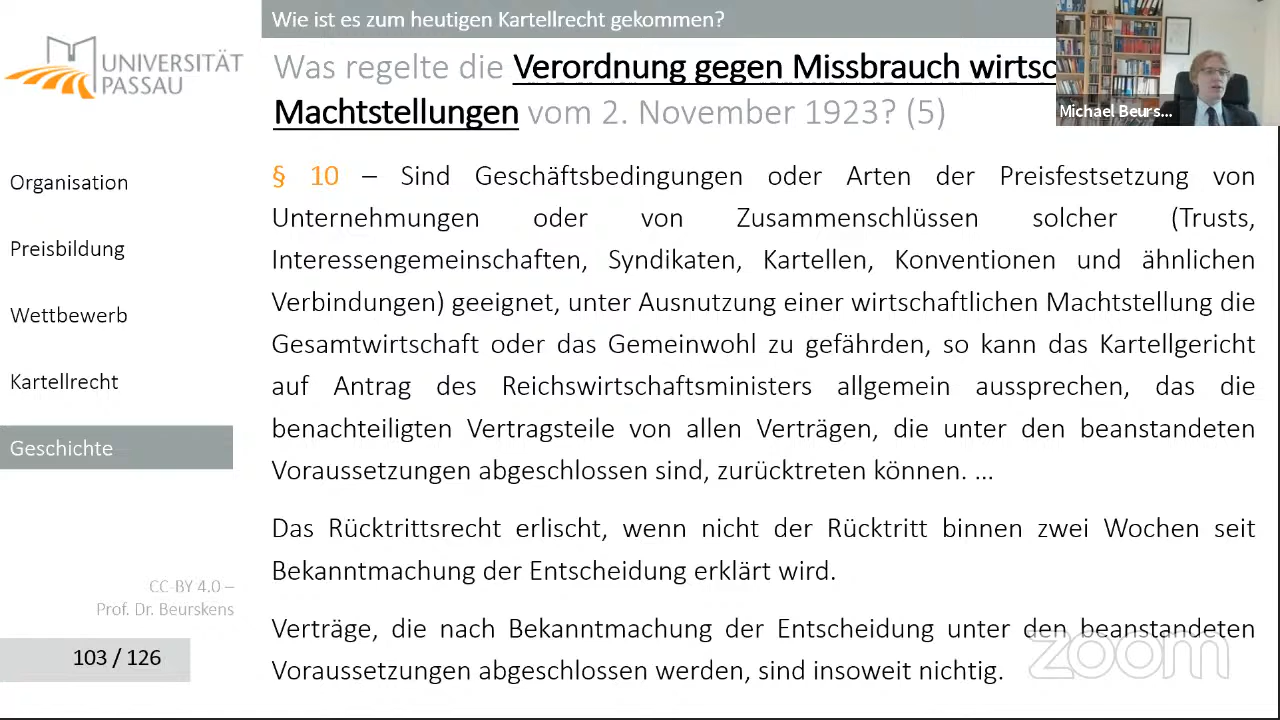 Wie ist es zum heutigen Kartellrecht gekommen?
UNIVERSITÄT
PASSAU
Was regelte die Verordnung gegen Missbrauch
Machtstellungen vom 2. November 1923? (5)
Michael Beurs...
Organisation
Preisbildung
Wettbewerb
Kartellrecht
Geschichte
§ 10 – Sind Geschäftsbedingungen oder Arten der Preisfestsetzung von
Unternehmungen oder von Zusammenschlüssen solcher (Trusts,
Interessengemeinschaften, Syndikaten, Kartellen, Konventionen und ähnlichen
Verbindungen) geeignet, unter Ausnutzung einer wirtschaftlichen Machtstellung die
Gesamtwirtschaft oder das Gemeinwohl zu gefährden, so kann das Kartellgericht
auf Antrag des Reichswirtschaftsministers allgemein aussprechen, das die
benachteiligten Vertragsteile von allen Verträgen, die unter den beanstandeten
Voraussetzungen abgeschlossen sind, zurücktreten können. ...
Das Rücktrittsrecht erlischt, wenn nicht der Rücktritt binnen zwei Wochen seit
Bekanntmachung der Entscheidung erklärt wird.
Verträge, die nach Bekanntmachung der Entscheidung unter den beanstandeten
Voraussetzungen abgeschlossen werden, sind insoweit nichtig.
CC-BY 4.0 –
Prof. Dr. Beurskens
103 / 126
zoom